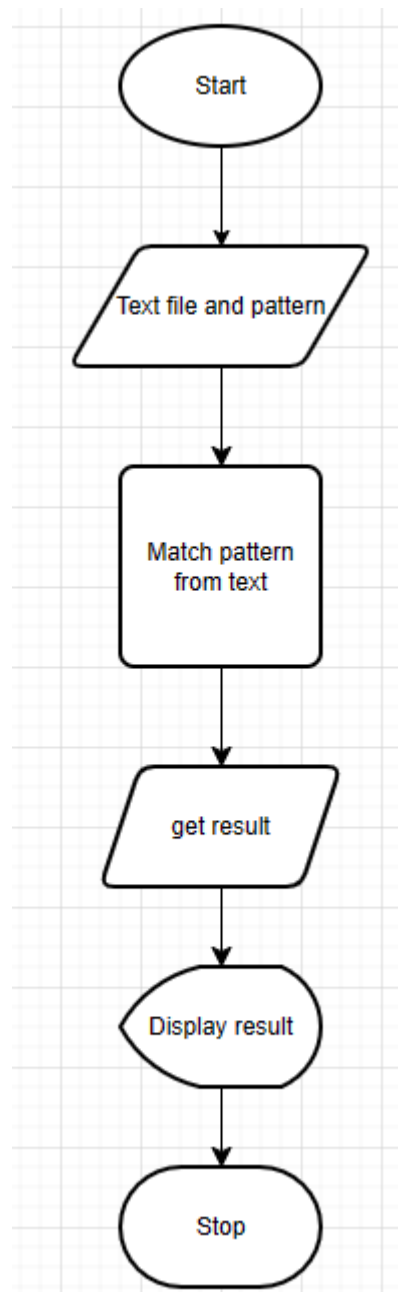 Start
Text file and pattern
Match pattern
from text
get result
Display result
Stop